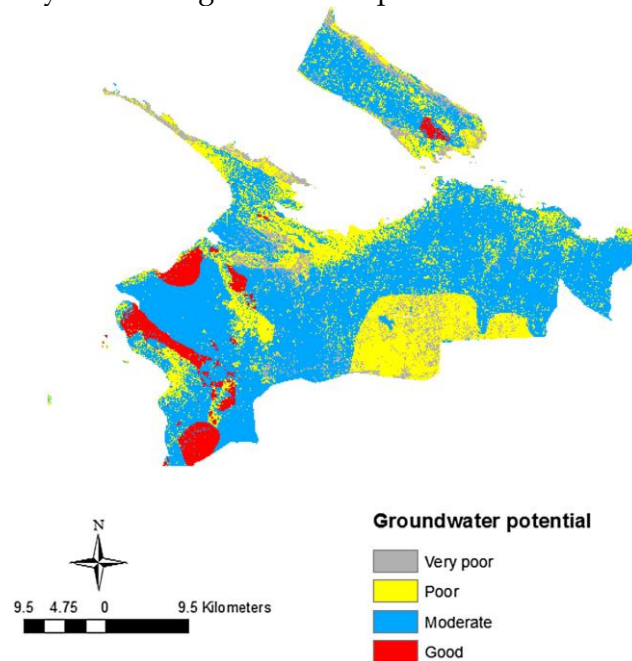 N
9.5 4.75 0 9.5 Kilometers
Groundwater potential
Very poor
Poor
Moderate
Good